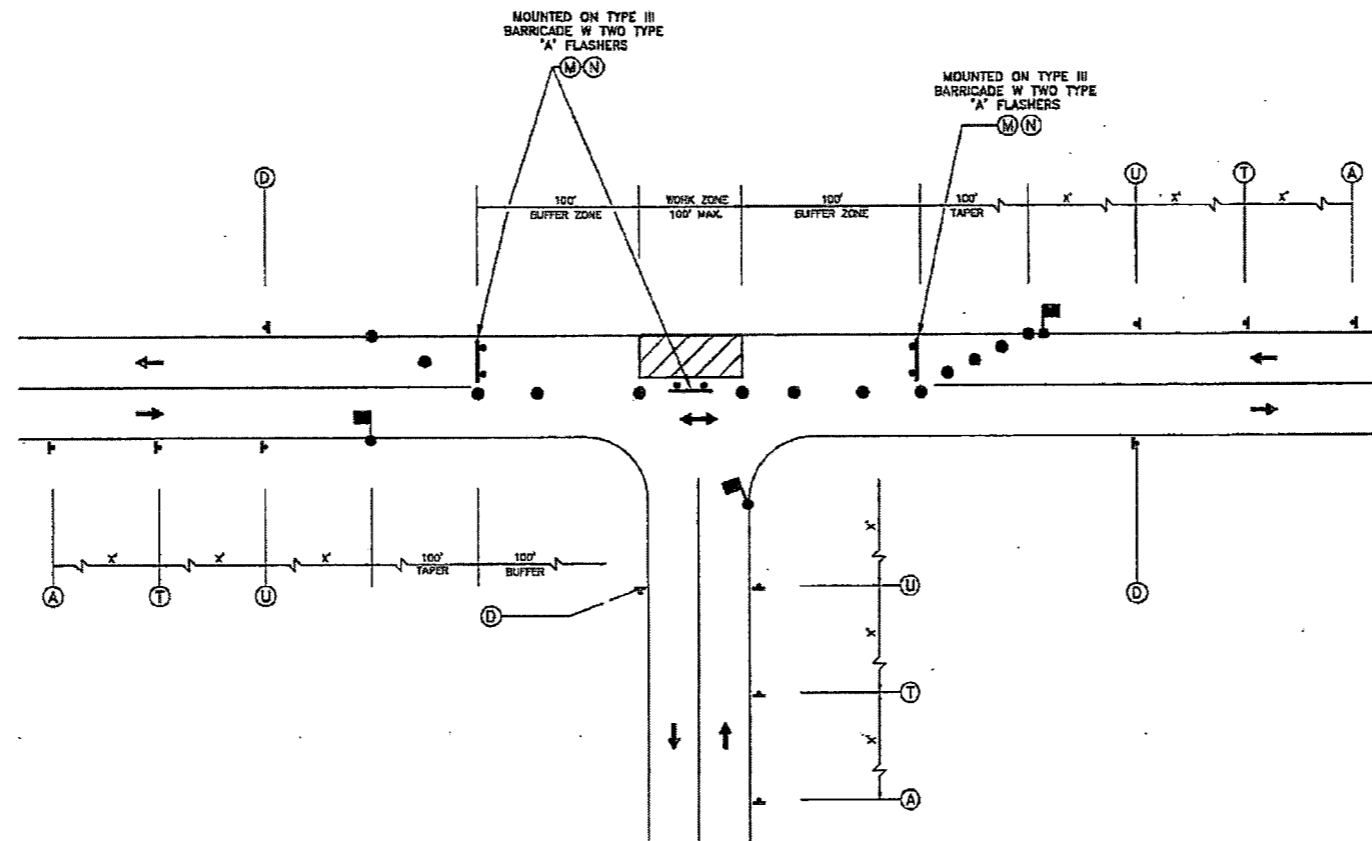 MOUNTED ON TYPE III
BARRICADE W TWO TYPE
"A" FLASHERS
M N
MOUNTED ON TYPE III
BARRICADE W TWO TYPE
"A" FLASHERS
M N
D
U
T
A
100'
BUFFER ZONE
WORK ZONE
100' MAX.
100'
BUFFER ZONE
100'
TAPER
X'
X'
X'
X'
X'
X'
100'
TAPER
100'
BUFFER
A
T
U
D
X'
U
X'
T
X'
A
D